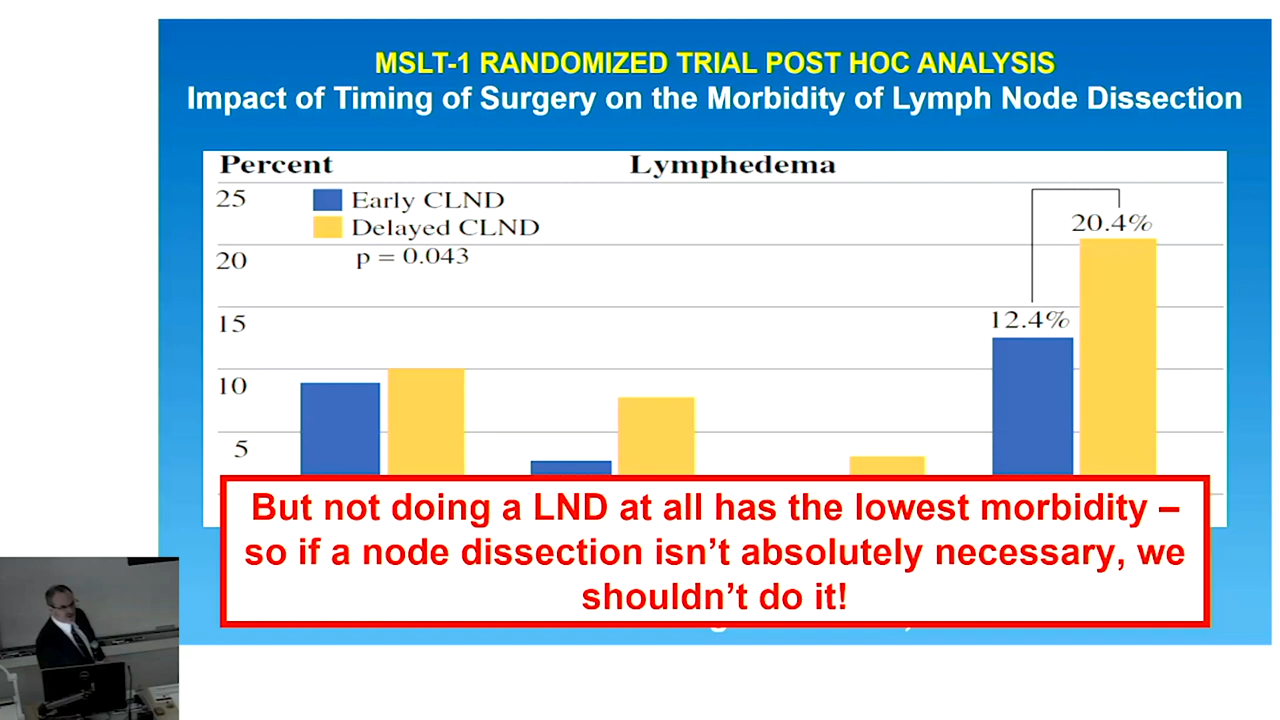 MSLT-1 RANDOMIZED TRIAL POST HOC ANALYSIS
Impact of Timing of Surgery on the Morbidity of Lymph Node Dissection
Percent
Lymphedema
25
Early CLND
Delayed CLND
20.4%
20
p = 0.043
15
12.4%
10
5
But not doing a LND at all has the lowest morbidity –
so if a node dissection isn’t absolutely necessary, we
shouldn’t do it!